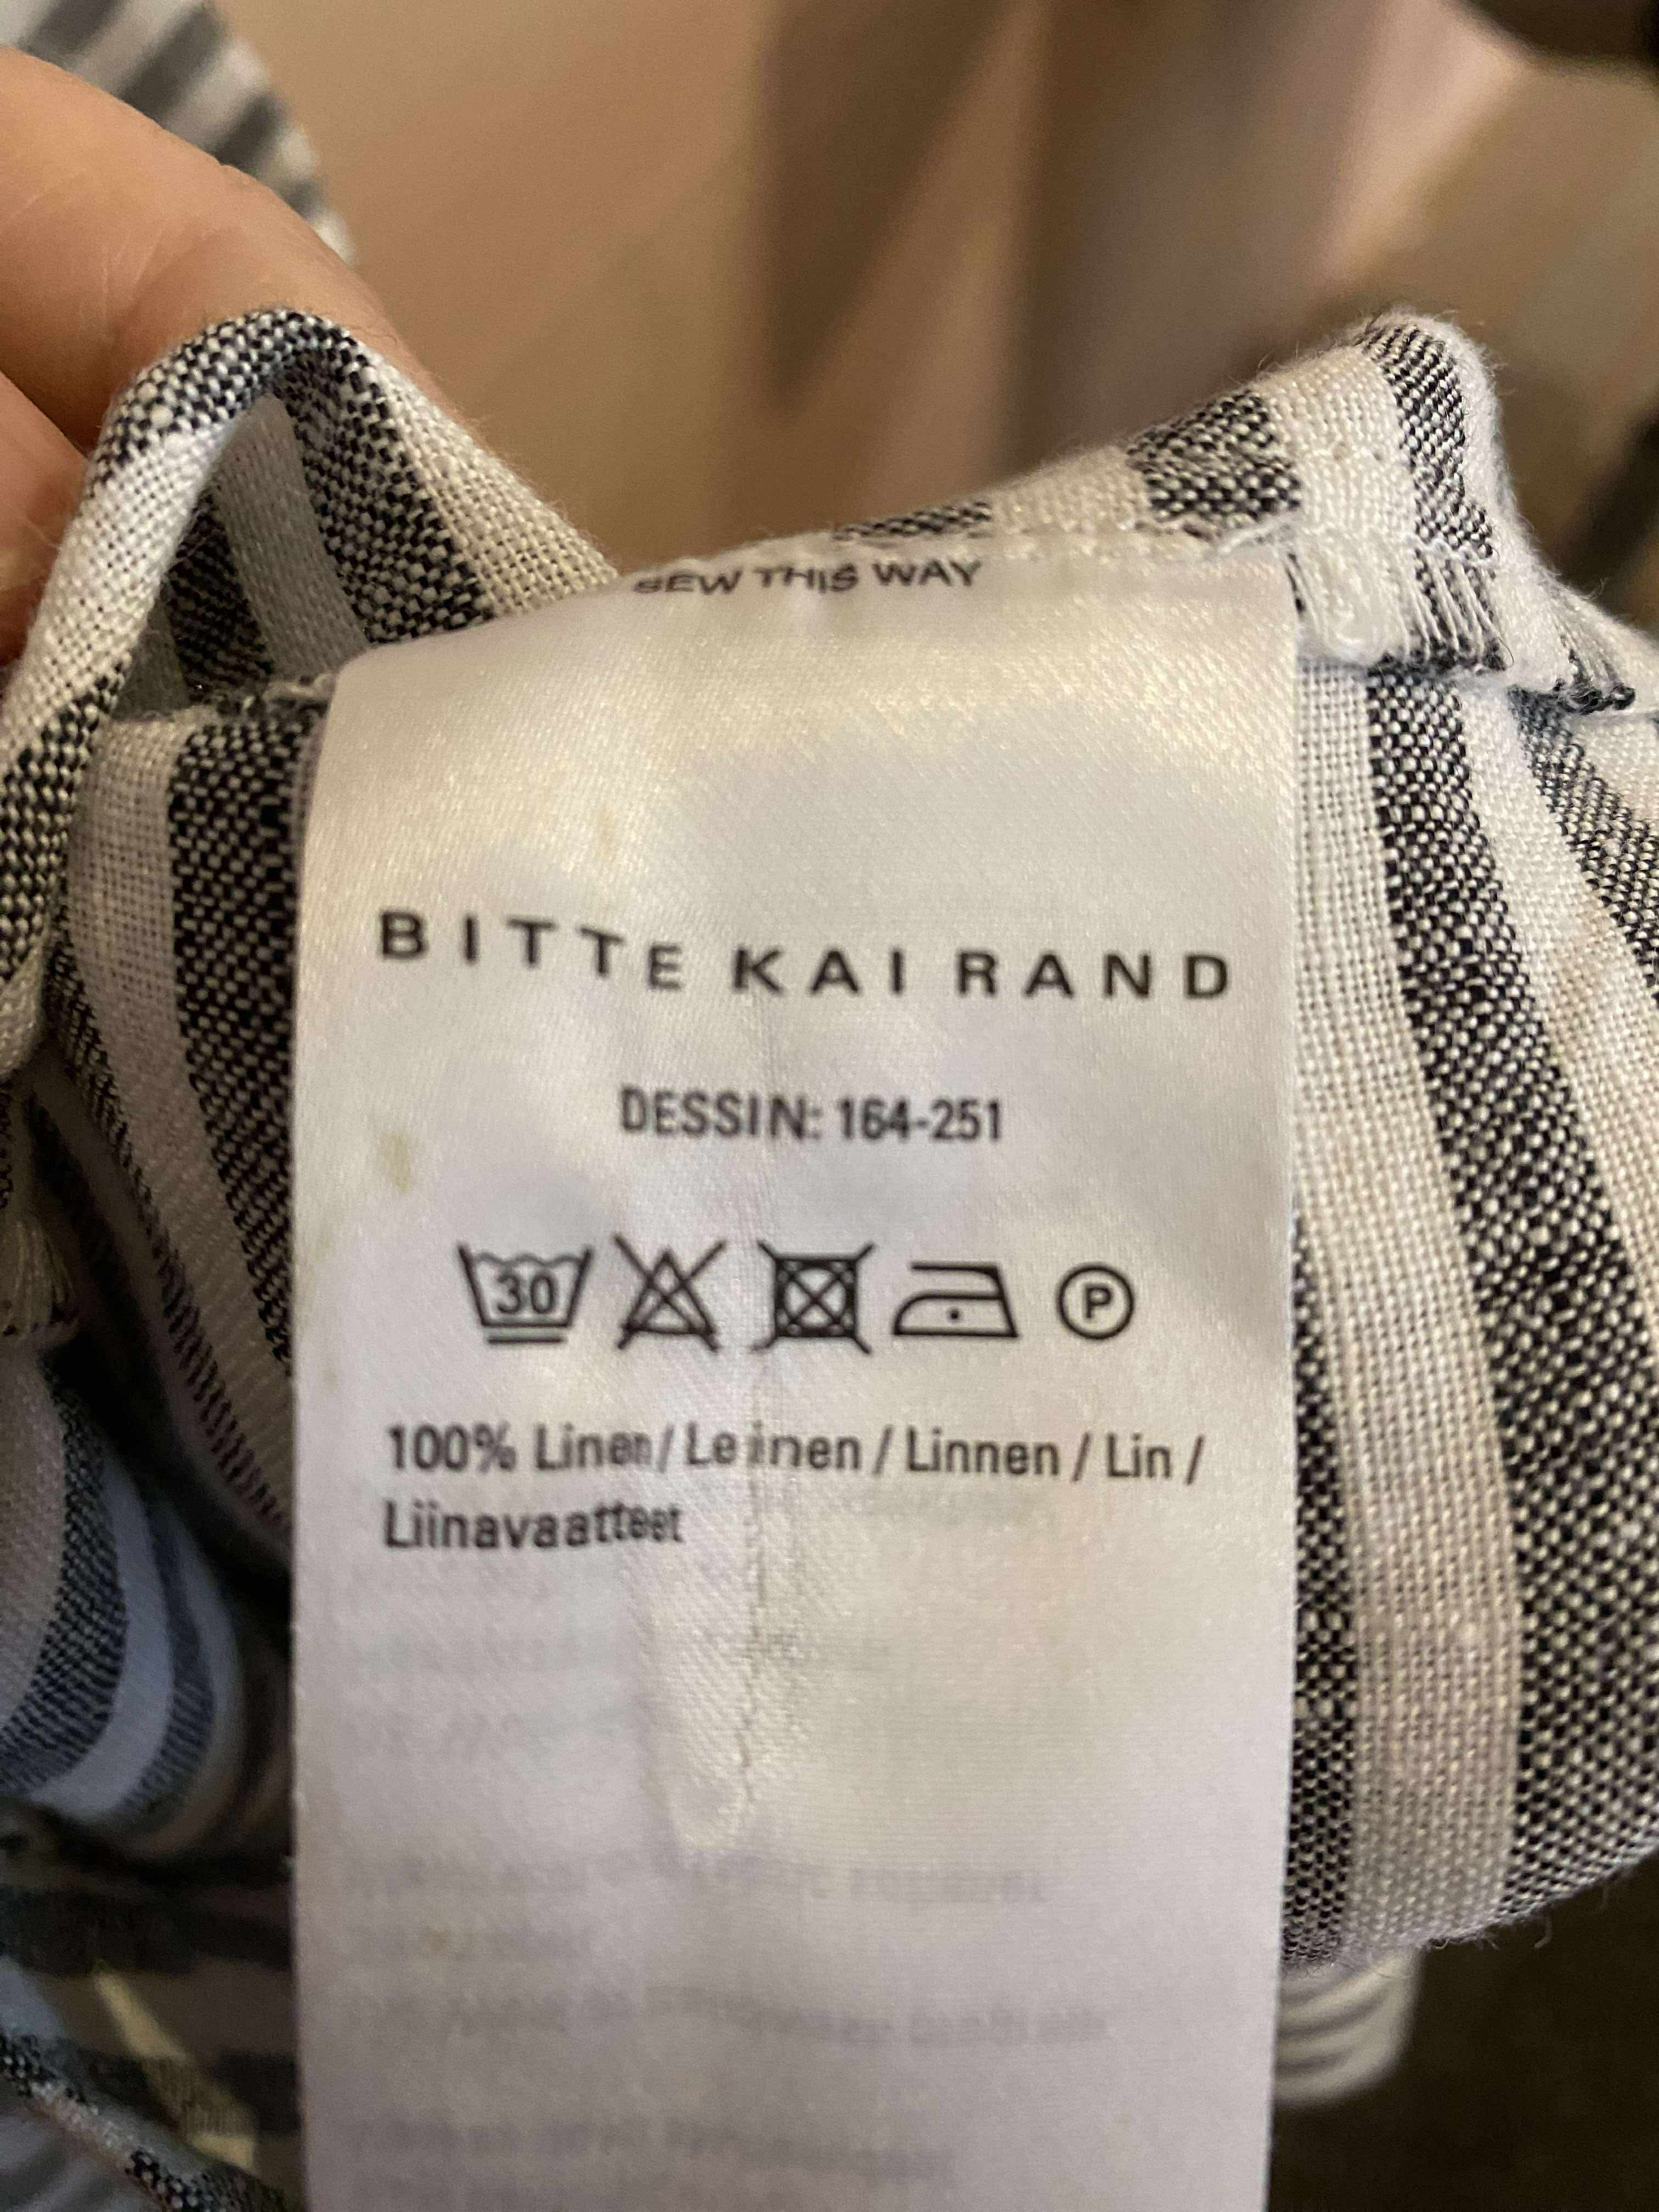 SEW THIS WAY
BITTE KAI RAND
DESSIN: 164-251
30 P
100% Linen / Leinen / Linnen / Lin /
Liinavaatteet